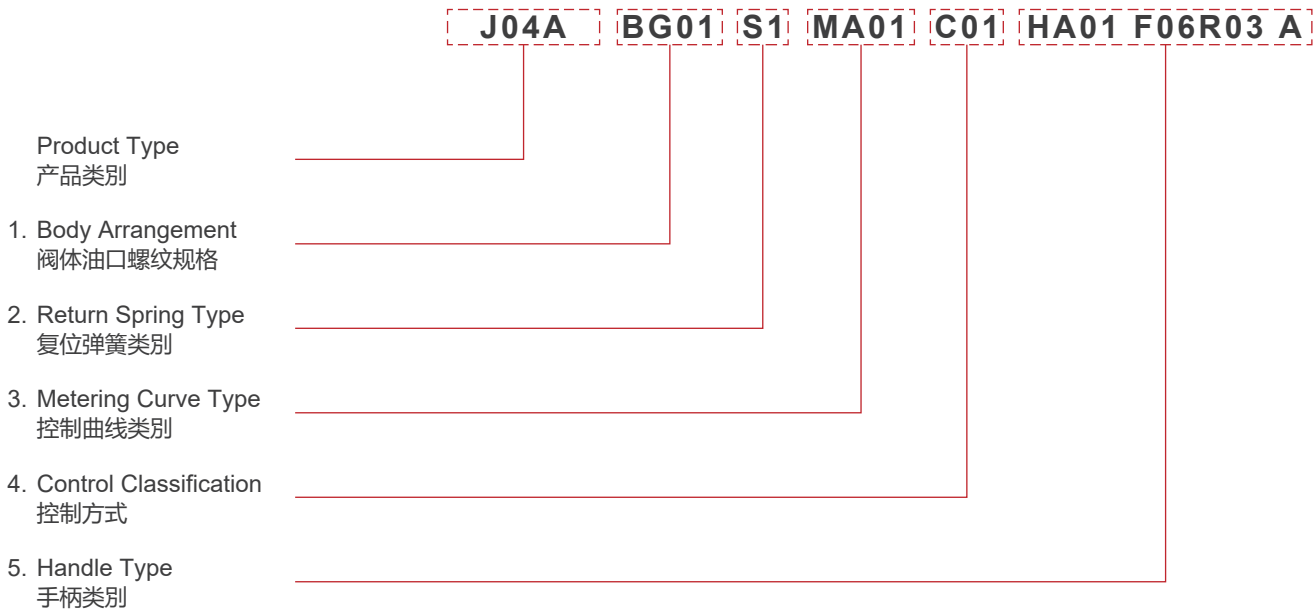 J04A BG01 S1 MA01 C01 HA01 F06R03 A
Product Type
产品类别
1. Body Arrangement
阀体油口螺纹规格
2. Return Spring Type
复位弹簧类别
3. Metering Curve Type
控制曲线类别
4. Control Classification
控制方式
5. Handle Type
手柄类别